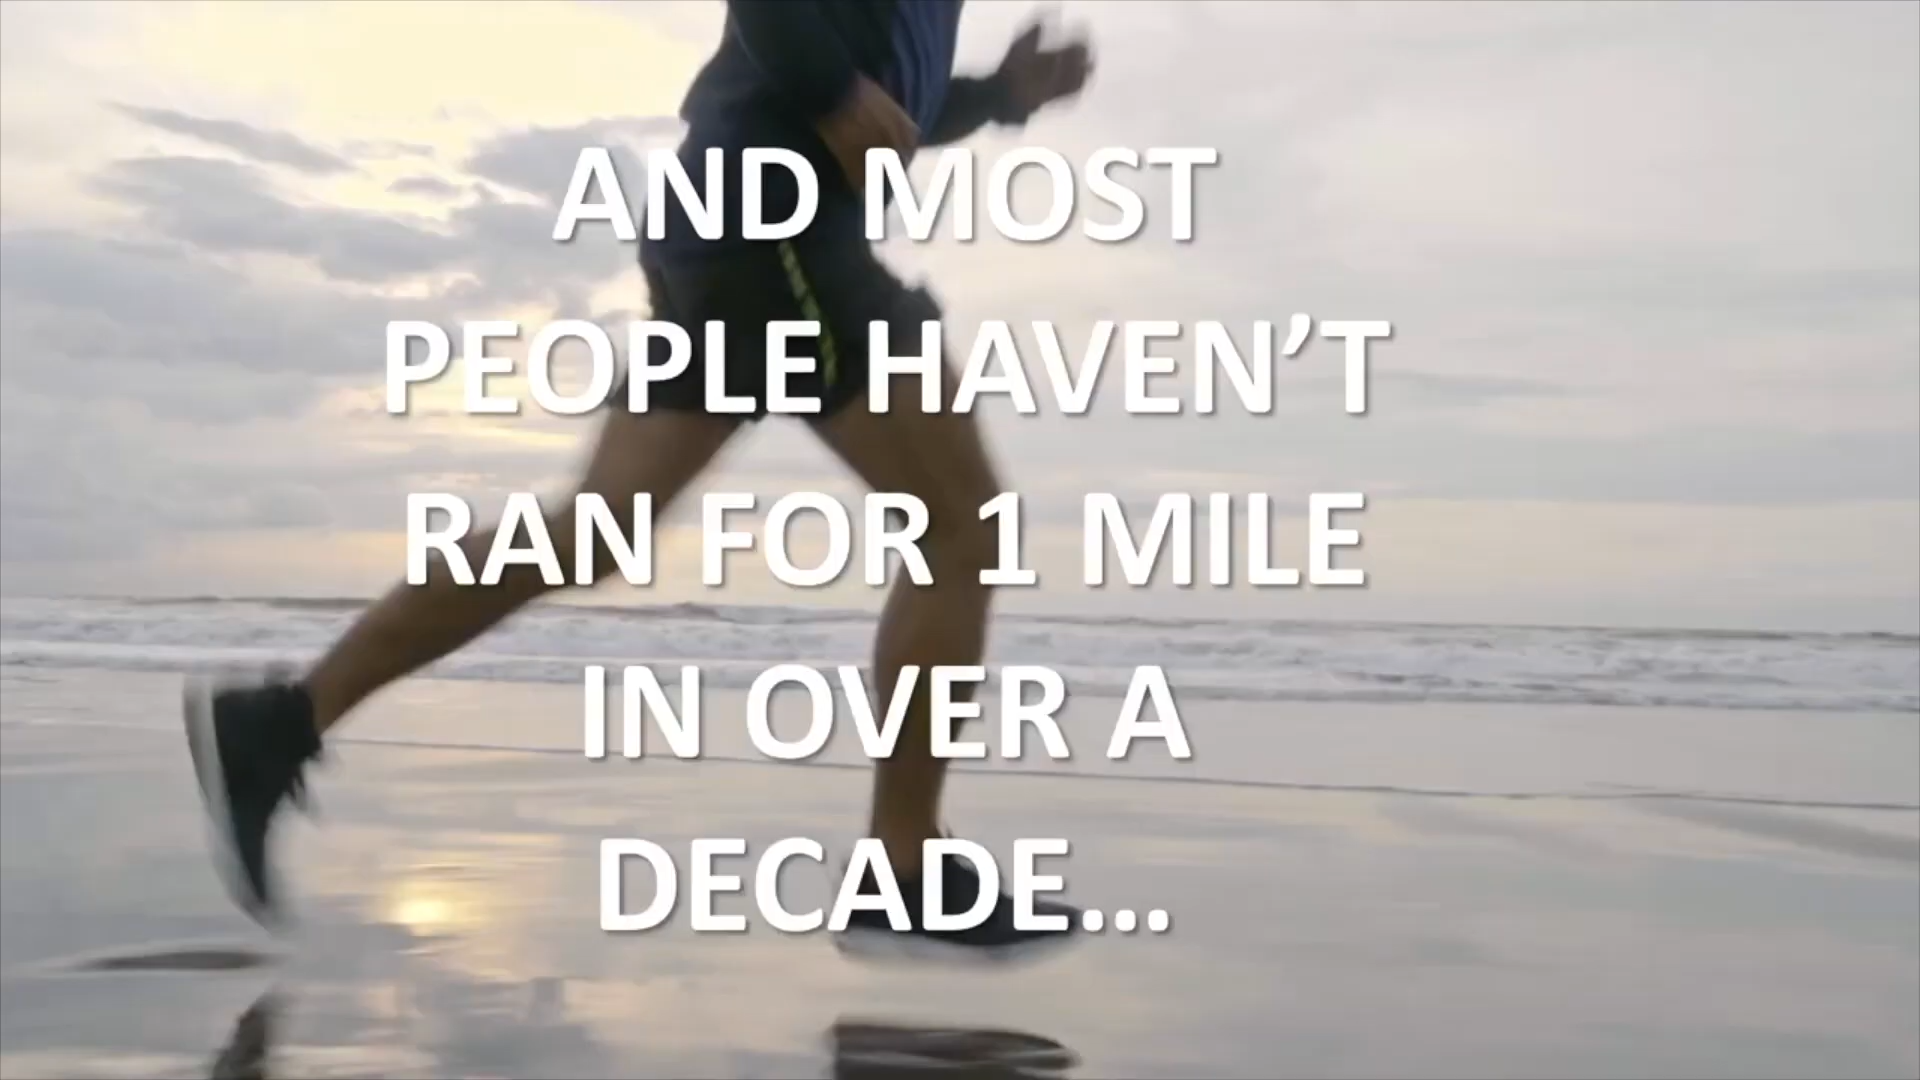 AND MOST
PEOPLE HAVEN’T
RAN FOR 1 MILE
IN OVER A
DECADE...